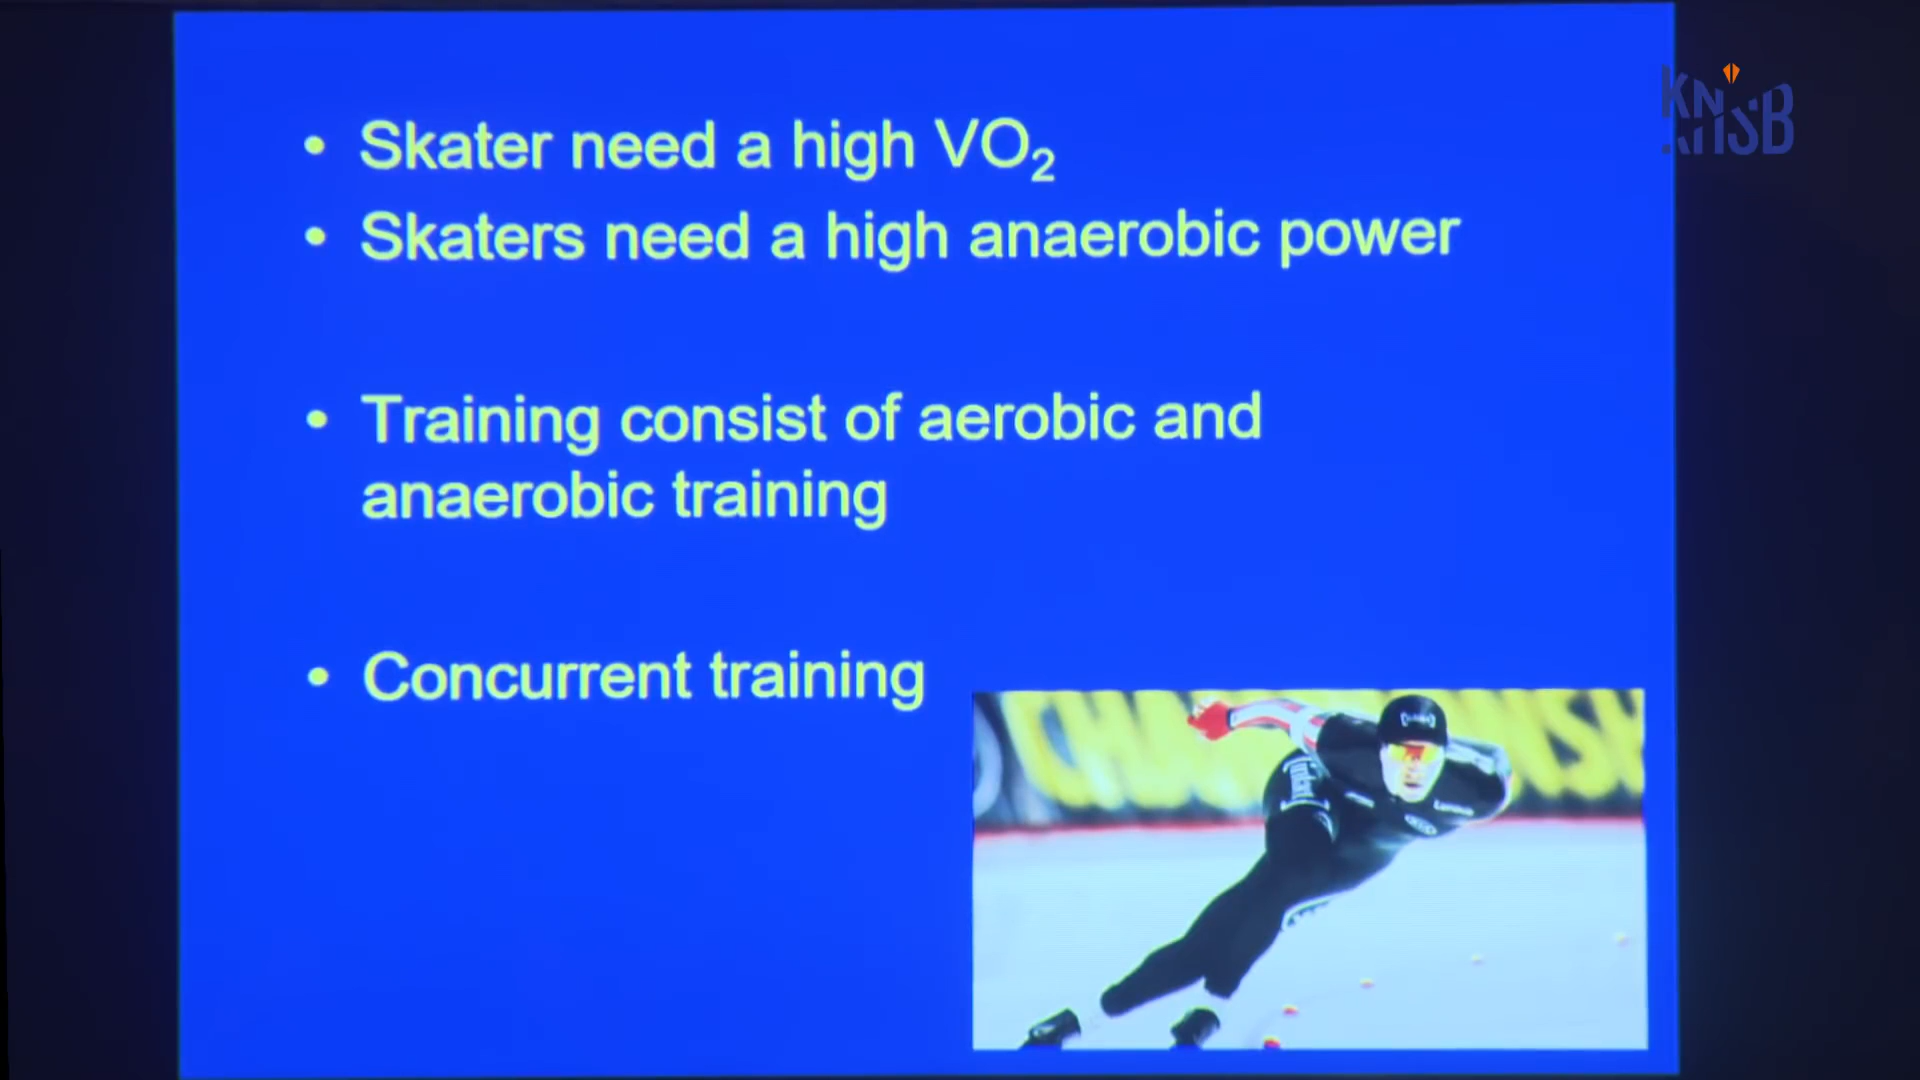 KNSB
• Skater need a high VO₂
• Skaters need a high anaerobic power
• Training consist of aerobic and
anaerobic training
• Concurrent training